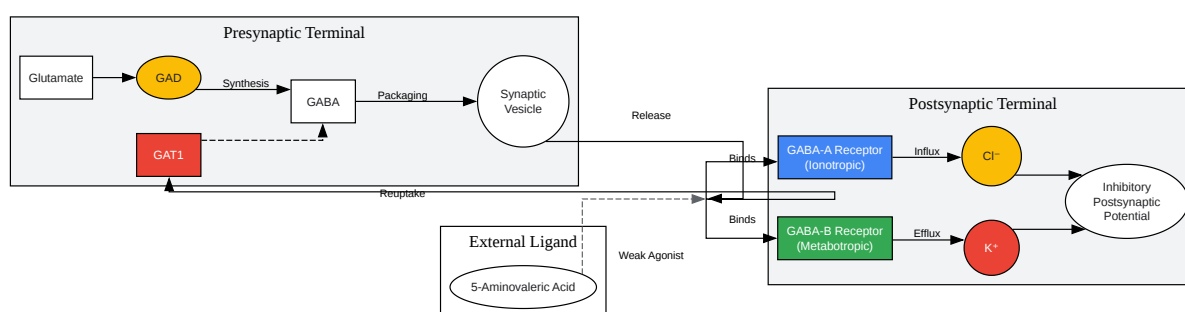 Presynaptic Terminal
Glutamate
GAD
Synthesis
GABA
Packaging
Synaptic
Vesicle
GAT1
Release
Reuptake
Postsynaptic Terminal
Binds
GABA-A Receptor
(Ionotropic)
Influx
Cl⁻
Inhibitory
Postsynaptic
Potential
Binds
GABA-B Receptor
(Metabotropic)
Efflux
K⁺
External Ligand
Weak Agonist
5-Aminovaleric Acid